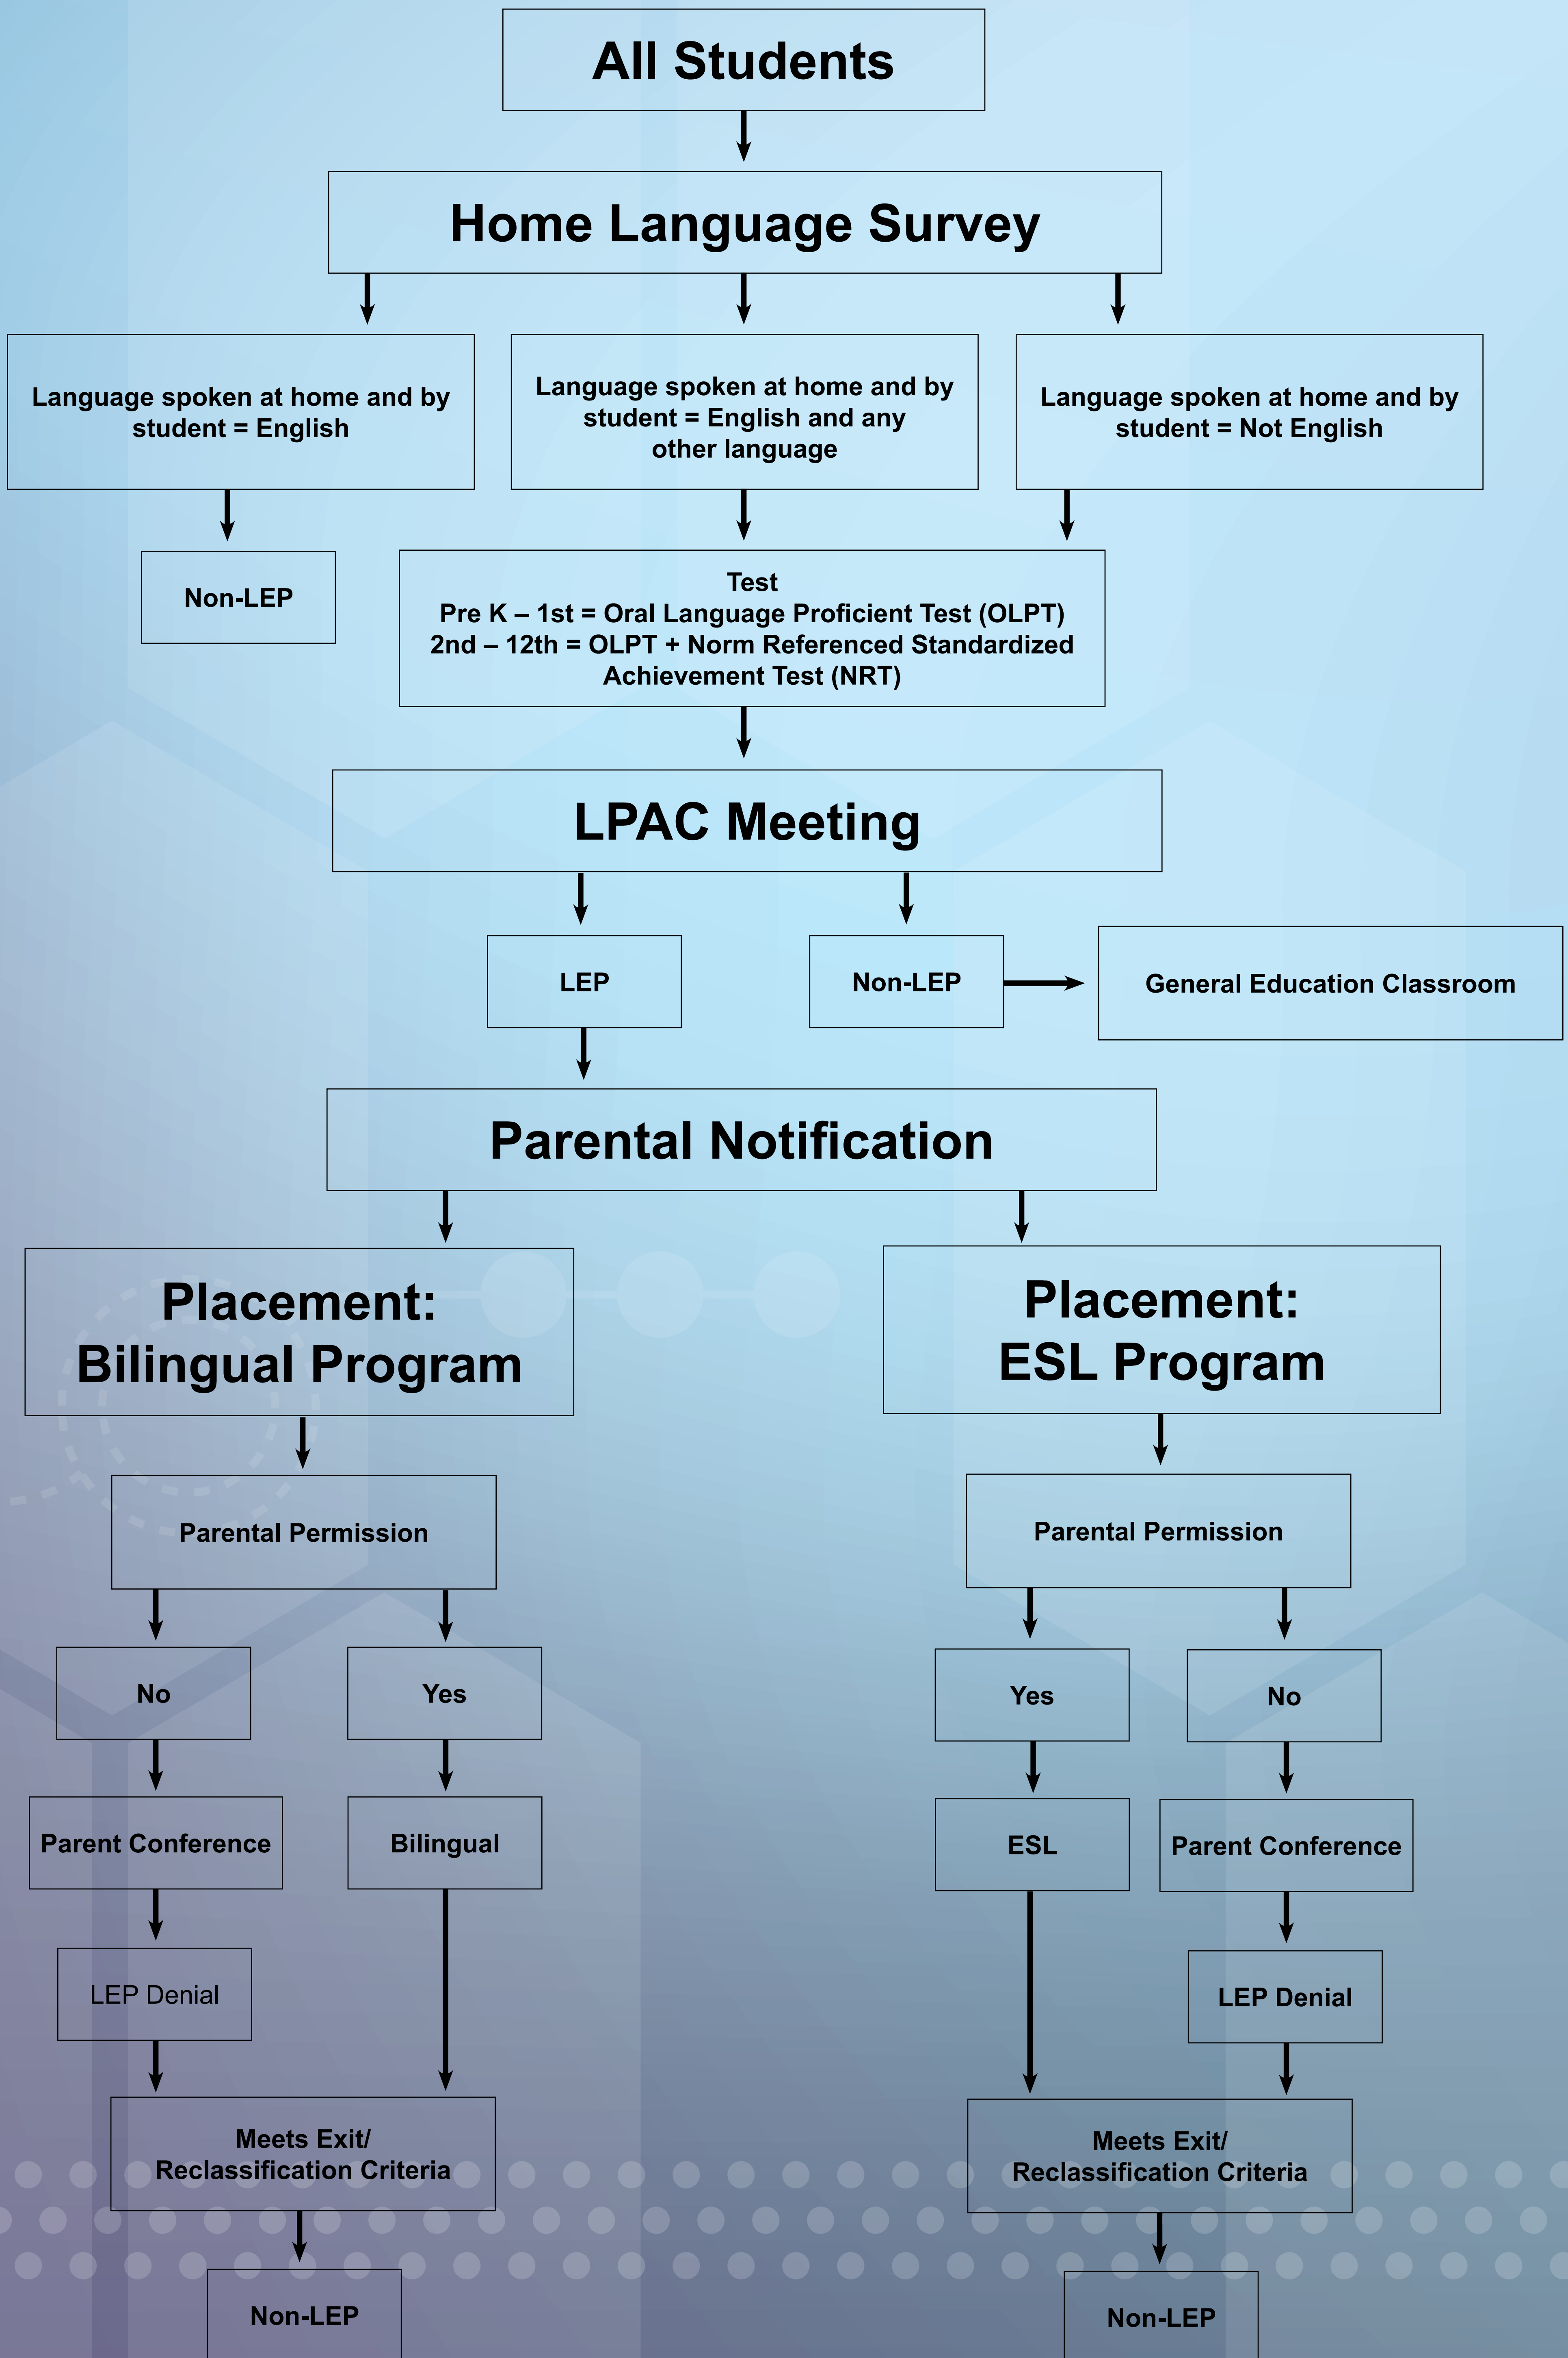 All Students
Home Language Survey
Language spoken at home and by
student = English
Language spoken at home and by
student = English and any
other language
Language spoken at home and by
student = Not English
Non-LEP
Test
Pre K – 1st = Oral Language Proficient Test (OLPT)
2nd – 12th = OLPT + Norm Referenced Standardized
Achievement Test (NRT)
LPAC Meeting
LEP
Non-LEP
General Education Classroom
Parental Notification
Placement:
Bilingual Program
Placement:
ESL Program
Parental Permission
Parental Permission
No
Yes
Yes
No
Parent Conference
Bilingual
ESL
Parent Conference
LEP Denial
LEP Denial
Meets Exit/
Reclassification Criteria
Meets Exit/
Reclassification Criteria
Non-LEP
Non-LEP